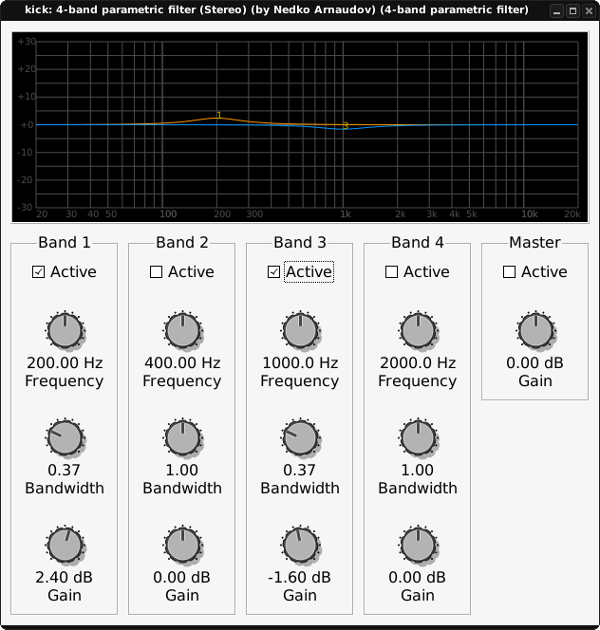 kick: 4-band parametric filter (Stereo) (by Nedko Arnaudov) (4-band parametric filter)
+30
+20
+10
+0
-10
-20
-30
1
3
20 30 40 50 100 200 300 1k 2k 3k 4k 5k 10k 20k
Band 1 Band 2 Band 3 Band 4 Master
Active Active Active Active Active
200.00 Hz 400.00 Hz 1000.0 Hz 2000.0 Hz 0.00 dB
Frequency Frequency Frequency Frequency Gain
0.37 1.00 0.37 1.00
Bandwidth Bandwidth Bandwidth Bandwidth
2.40 dB 0.00 dB -1.60 dB 0.00 dB
Gain Gain Gain Gain